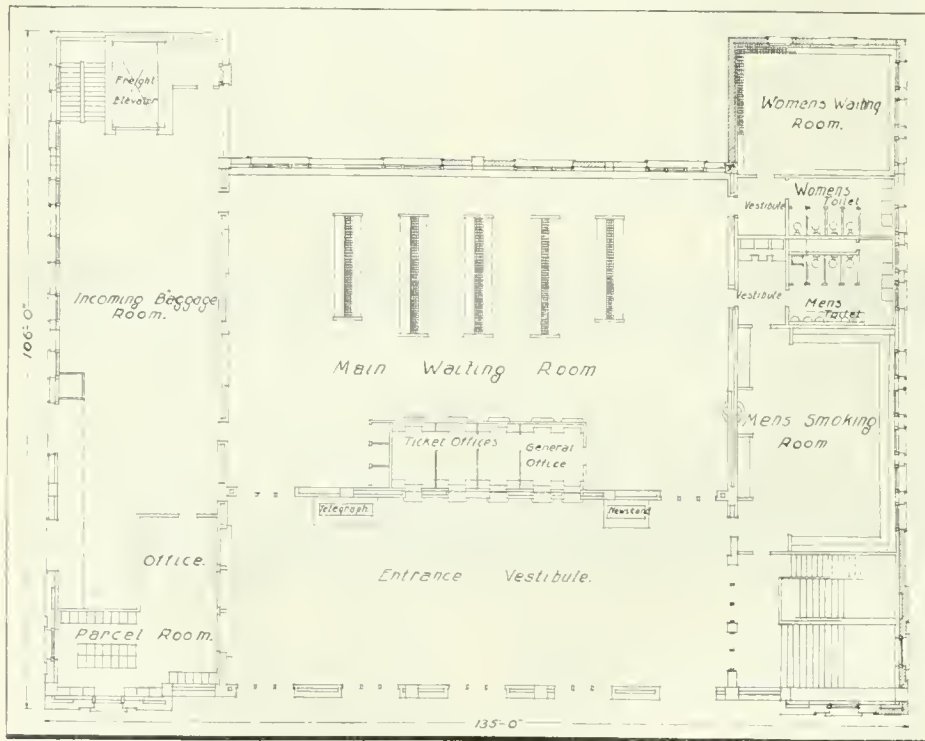 Freight
Elevator
Womens Waiting
Room.
Womens
Toilet
Vestibule
Incoming Baggage
Room.
Vestibule
Mens
Toilet
106'-0"
Main Waiting Room
Mens Smoking
Room
Ticket Offices
General
Office
Telegraph
Newstand
Office.
Entrance Vestibule.
Parcel Room.
135'-0"